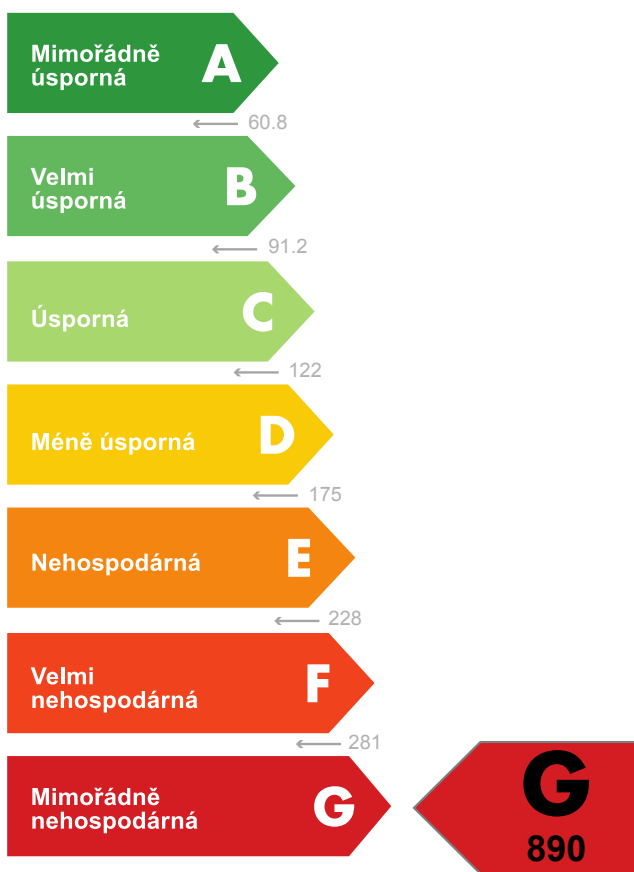 Mimořádně
úsporná
A
← 60.8
Velmi
úsporná
B
← 91.2
Úsporná
C
← 122
Méně úsporná
D
← 175
Nehospodárná
E
← 228
Velmi
nehospodárná
F
← 281
Mimořádně
nehospodárná
G
G
890